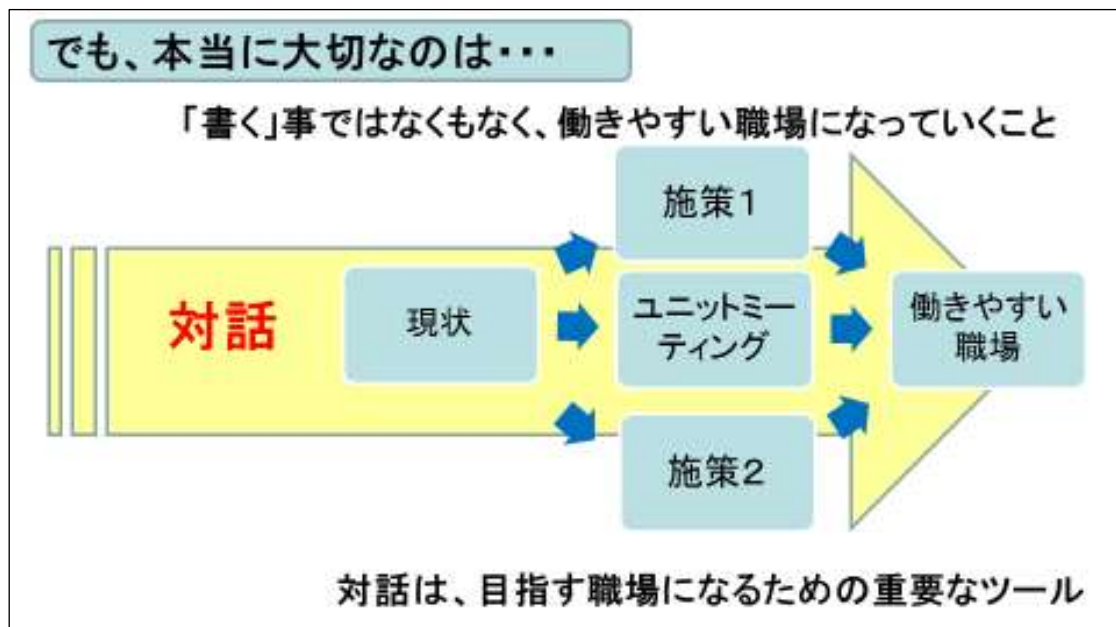 でも、本当に大切なのは・・・
「書く」事ではなくもなく、働きやすい職場になっていくこと
施策１
対話
現状
ユニットミー
ティング
働きやすい
職場
施策２
対話は、目指す職場になるための重要なツール